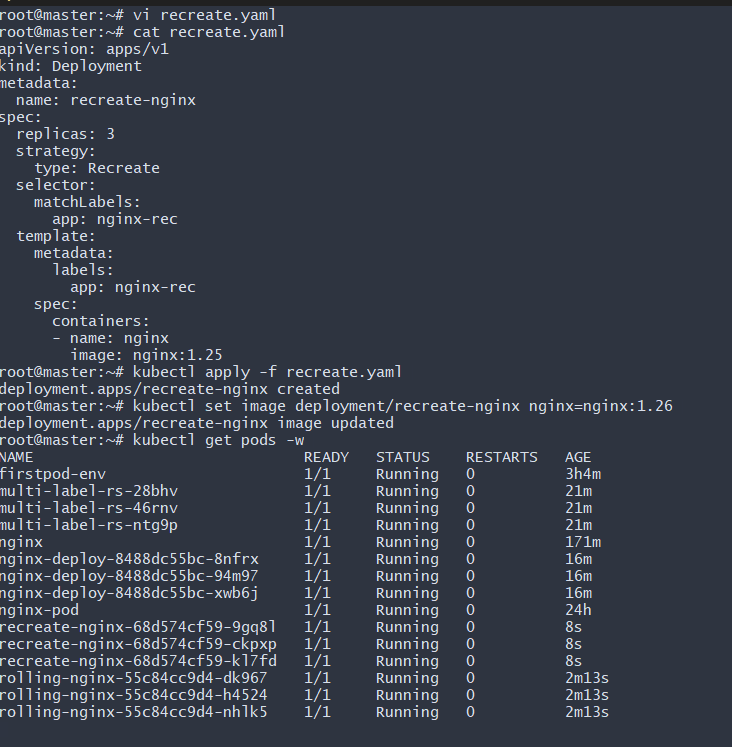 root@master:~# vi recreate.yaml
root@master:~# cat recreate.yaml
apiVersion: apps/v1
kind: Deployment
metadata:
  name: recreate-nginx
spec:
  replicas: 3
  strategy:
    type: Recreate
  selector:
    matchLabels:
      app: nginx-rec
  template:
    metadata:
      labels:
        app: nginx-rec
    spec:
      containers:
      - name: nginx
        image: nginx:1.25
root@master:~# kubectl apply -f recreate.yaml
deployment.apps/recreate-nginx created
root@master:~# kubectl set image deployment/recreate-nginx nginx=nginx:1.26
deployment.apps/recreate-nginx image updated
root@master:~# kubectl get pods -w
NAME                              READY   STATUS    RESTARTS   AGE
firstpod-env                      1/1     Running   0          3h4m
multi-label-rs-28bhv              1/1     Running   0          21m
multi-label-rs-46rnv              1/1     Running   0          21m
multi-label-rs-ntg9p              1/1     Running   0          21m
nginx                             1/1     Running   0          171m
nginx-deploy-8488dc55bc-8nfrx     1/1     Running   0          16m
nginx-deploy-8488dc55bc-94m97     1/1     Running   0          16m
nginx-deploy-8488dc55bc-xwb6j     1/1     Running   0          16m
nginx-pod                         1/1     Running   0          24h
recreate-nginx-68d574cf59-9gq8l   1/1     Running   0          8s
recreate-nginx-68d574cf59-ckpxp   1/1     Running   0          8s
recreate-nginx-68d574cf59-kl7fd   1/1     Running   0          8s
rolling-nginx-55c84cc9d4-dk967    1/1     Running   0          2m13s
rolling-nginx-55c84cc9d4-h4524    1/1     Running   0          2m13s
rolling-nginx-55c84cc9d4-nhlk5    1/1     Running   0          2m13s